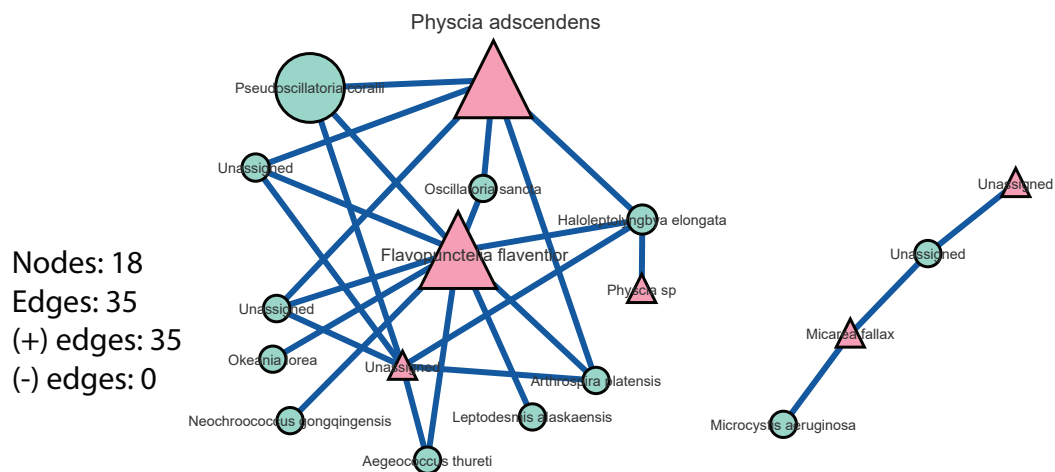 Physcia adscendens
Pseudoscillatoria coralii
Unassigned
Oscillatoria sancta
Unassigned
Haloleptolyngbya elongata
Unassigned
Flavopunctelia flaventior
Nodes: 18
Edges: 35
(+) edges: 35
(-) edges: 0
Physcia sp
Unassigned
Micarea fallax
Okeania lorea
Unassigned
Arthrospira platensis
Neochroococcus gongqingensis
Leptodesmis alaskaensis
Microcystis aeruginosa
Aegeococcus thureti